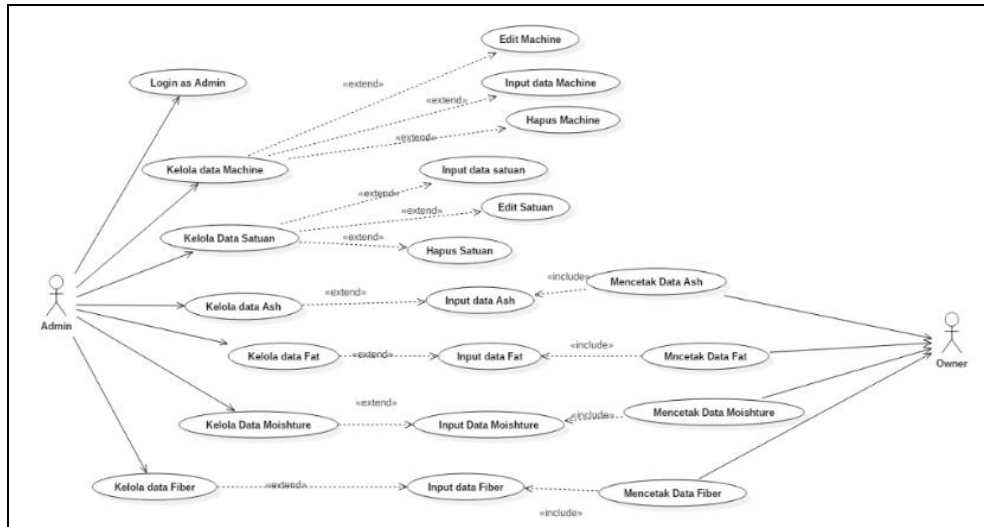 Edit Machine
Login as Admin
«extend»
Input data Machine
«extend»
Hapus Machine
«extend»
Kelola data Machine
Input data satuan
«extend»
Edit Satuan
«extend»
Kelola Data Satuan
«extend»
Hapus Satuan
Mencetak Data Ash
«include»
Kelola data Ash
«extend»
Input data Ash
Admin
Kelola data Fat
«extend»
Input data Fat
«include»
Mncetak Data Fat
Owner
«extend»
Kelola Data Moishture
Input Data Moishture
«include»
Mencetak Data Moishture
Kelola data Fiber
«extend»
Input data Fiber
Mencetak Data Fiber
«include»